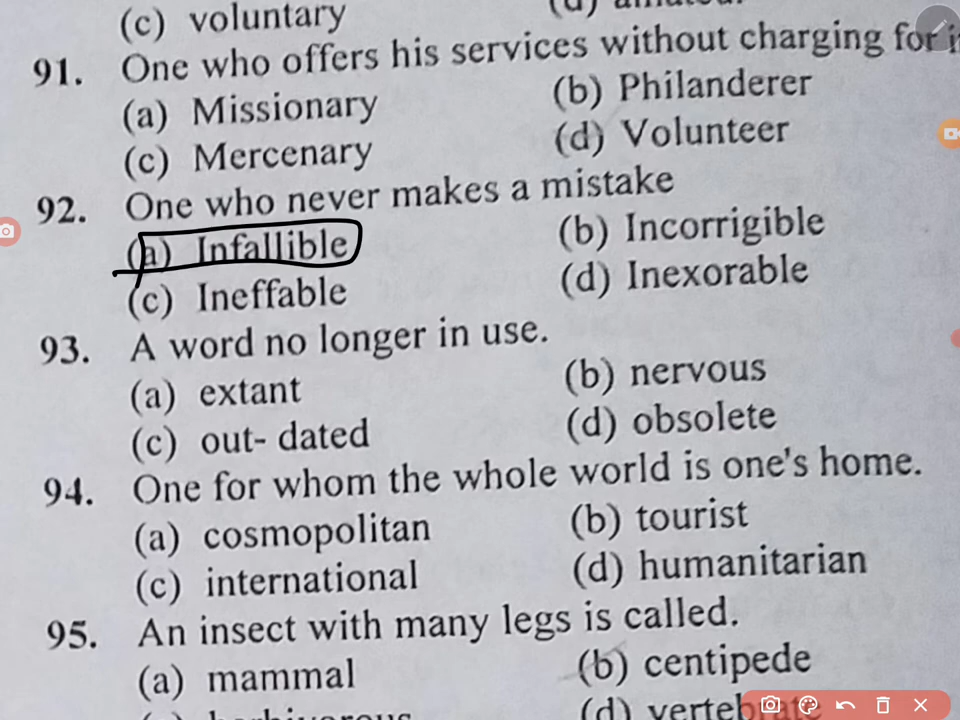 (c) voluntary
91. One who offers his services without charging for
(a) Missionary (b) Philanderer
(c) Mercenary (d) Volunteer
92. One who never makes a mistake
(a) Infallible (b) Incorrigible
(c) Ineffable (d) Inexorable
93. A word no longer in use.
(a) extant (b) nervous
(c) out- dated (d) obsolete
94. One for whom the whole world is one's home.
(a) cosmopolitan (b) tourist
(c) international (d) humanitarian
95. An insect with many legs is called.
(a) mammal (b) centipede
(d) vertebrate